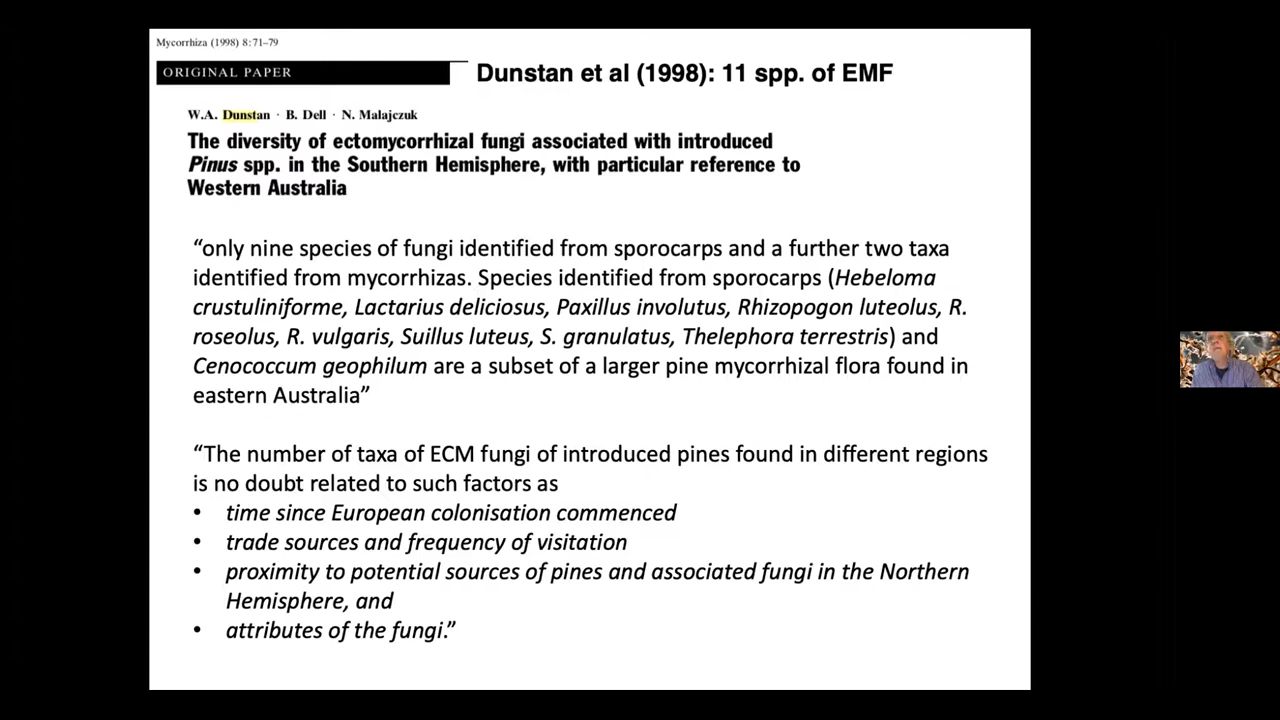 Mycorrhiza (1998) 8:71–79
ORIGINAL PAPER
Dunstan et al (1998): 11 spp. of EMF
W.A. Dunstan · B. Dell · N. Malajczuk
The diversity of ectomycorrhizal fungi associated with introduced
Pinus spp. in the Southern Hemisphere, with particular reference to
Western Australia
“only nine species of fungi identified from sporocarps and a further two taxa
identified from mycorrhizas. Species identified from sporocarps (Hebeloma
crustuliniforme, Lactarius deliciosus, Paxillus involutus, Rhizopogon luteolus, R.
roseolus, R. vulgaris, Suillus luteus, S. granulatus, Thelephora terrestris) and
Cenococcum geophilum are a subset of a larger pine mycorrhizal flora found in
eastern Australia”
“The number of taxa of ECM fungi of introduced pines found in different regions
is no doubt related to such factors as
• time since European colonisation commenced
• trade sources and frequency of visitation
• proximity to potential sources of pines and associated fungi in the Northern
Hemisphere, and
• attributes of the fungi.”